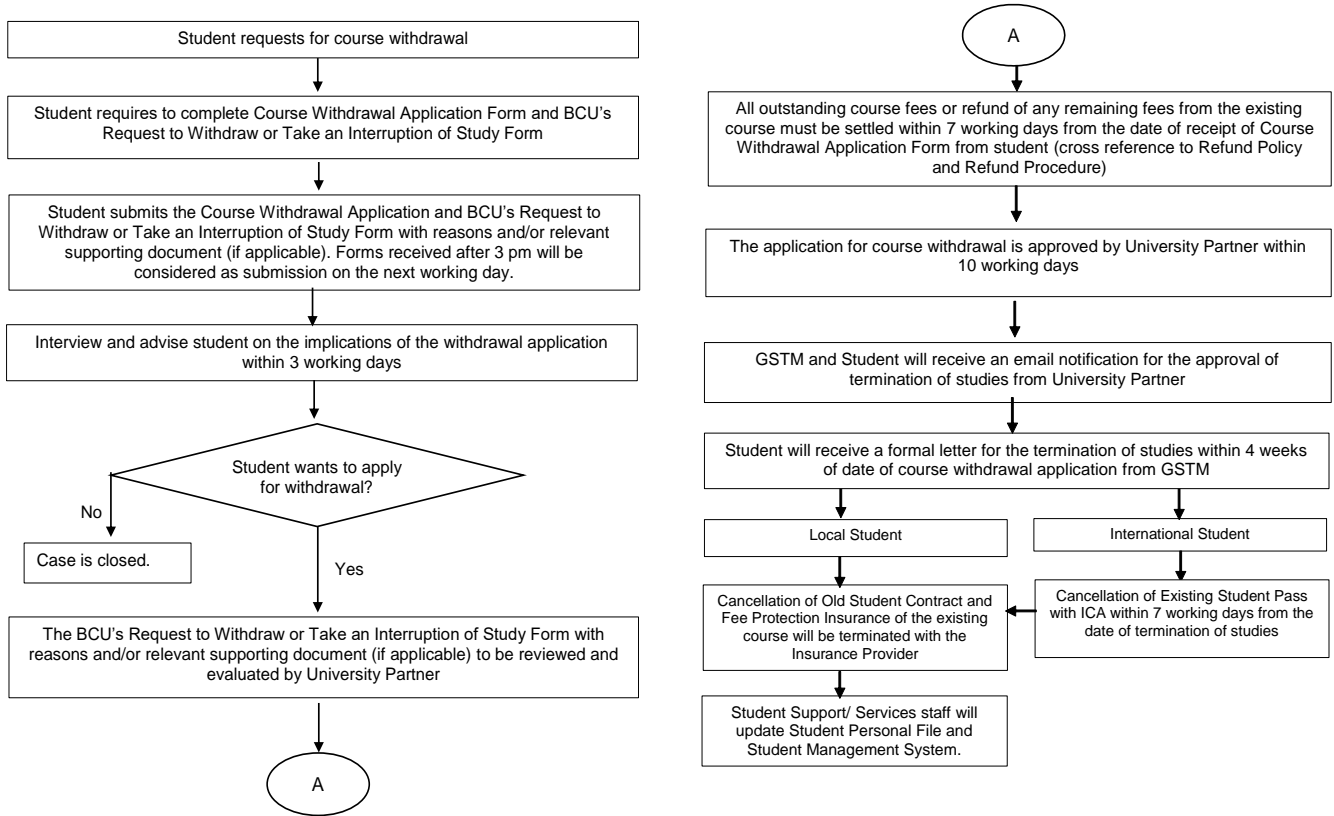 Student requests for course withdrawal
Student requires to complete Course Withdrawal Application Form and BCU's
Request to Withdraw or Take an Interruption of Study Form
Student submits the Course Withdrawal Application and BCU's Request to
Withdraw or Take an Interruption of Study Form with reasons and/or relevant
supporting document (if applicable). Forms received after 3 pm will be
considered as submission on the next working day.
Interview and advise student on the implications of the withdrawal application
within 3 working days
Student wants to apply
for withdrawal?
No
Case is closed.
Yes
The BCU's Request to Withdraw or Take an Interruption of Study Form with
reasons and/or relevant supporting document (if applicable) to be reviewed and
evaluated by University Partner
A
A
All outstanding course fees or refund of any remaining fees from the existing
course must be settled within 7 working days from the date of receipt of Course
Withdrawal Application Form from student (cross reference to Refund Policy
and Refund Procedure)
The application for course withdrawal is approved by University Partner within
10 working days
GSTM and Student will receive an email notification for the approval of
termination of studies from University Partner
Student will receive a formal letter for the termination of studies within 4 weeks
of date of course withdrawal application from GSTM
Local Student
International Student
Cancellation of Old Student Contract and
Fee Protection Insurance of the existing
course will be terminated with the
Insurance Provider
Cancellation of Existing Student Pass
with ICA within 7 working days from the
date of termination of studies
Student Support/ Services staff will
update Student Personal File and
Student Management System.